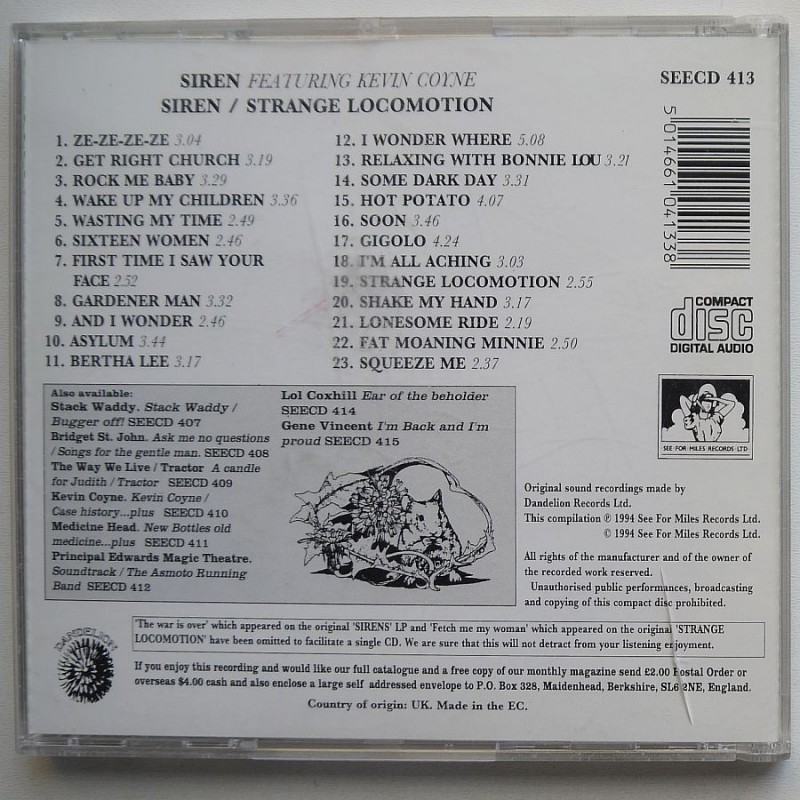 SIREN FEATURING KEVIN COYNE
SIREN / STRANGE LOCOMOTION
SEECD 413
1. ZE-ZE-ZE-ZE 3.04
2. GET RIGHT CHURCH 3.19
3. ROCK ME BABY 3.29
4. WAKE UP MY CHILDREN 3.36
5. WASTING MY TIME 2.49
6. SIXTEEN WOMEN 2.46
7. FIRST TIME I SAW YOUR
FACE 2.52
8. GARDENER MAN 3.32
9. AND I WONDER 2.46
10. ASYLUM 3.44
11. BERTHA LEE 3.17
12. I WONDER WHERE 5.08
13. RELAXING WITH BONNIE LOU 3.21
14. SOME DARK DAY 3.31
15. HOT POTATO 4.07
16. SOON 3.46
17. GIGOLO 4.24
18. I'M ALL ACHING 3.03
19. STRANGE LOCOMOTION 2.55
20. SHAKE MY HAND 3.17
21. LONESOME RIDE 2.19
22. FAT MOANING MINNIE 2.50
23. SQUEEZE ME 2.37
5014661041338
COMPACT
disc
DIGITAL AUDIO
SEE·FOR·MILES·RECORDS·LTD
Also available:
Stack Waddy. Stack Waddy /
Bugger off! SEECD 407
Bridget St. John. Ask me no questions
/ Songs for the gentle man. SEECD 408
The Way We Live / Tractor A candle
for Judith / Tractor SEECD 409
Kevin Coyne. Kevin Coyne /
Case history...plus SEECD 410
Medicine Head. New Bottles old
medicine...plus SEECD 411
Principal Edwards Magic Theatre.
Soundtrack / The Asmoto Running
Band SEECD 412
Lol Coxhill Ear of the beholder
SEECD 414
Gene Vincent I'm Back and I'm
proud SEECD 415
Original sound recordings made by
Dandelion Records Ltd.
This compilation ℗ 1994 See For Miles Records Ltd.
© 1994 See For Miles Records Ltd.
All rights of the manufacturer and of the owner of
the recorded work reserved.
Unauthorised public performances, broadcasting
and copying of this compact disc prohibited.
DANDELION
'The war is over' which appeared on the original 'SIRENS' LP and 'Fetch me my woman' which appeared on the original 'STRANGE
LOCOMOTION' have been omitted to facilitate a single CD. We are sure that this will not detract from your listening enjoyment.
If you enjoy this recording and would like our full catalogue and a free copy of our monthly magazine send £2.00 Postal Order or
overseas $4.00 cash and also enclose a large self addressed envelope to P.O. Box 328, Maidenhead, Berkshire, SL6 2NE, England.
Country of origin: UK. Made in the EC.